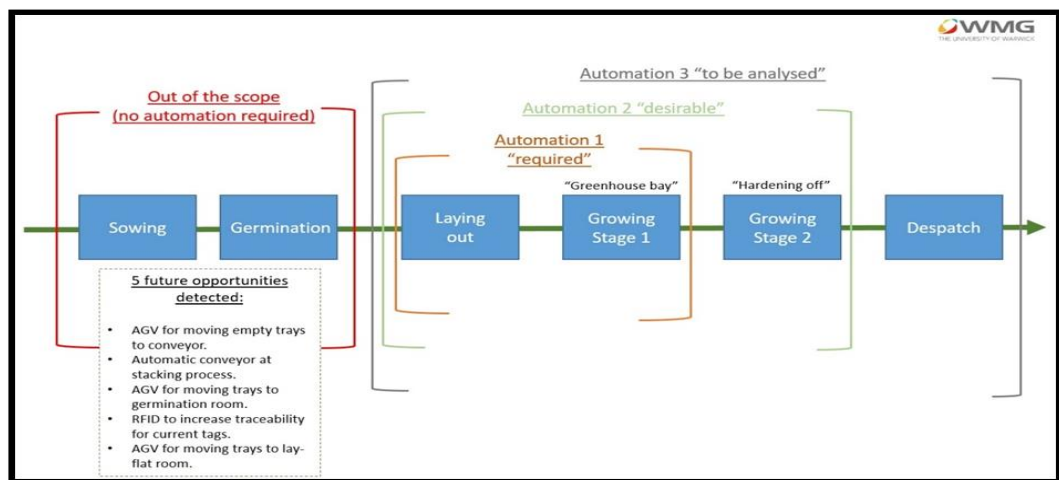 WMG
THE UNIVERSITY OF WARWICK
Automation 3 "to be analysed"
Out of the scope
(no automation required)
Automation 2 "desirable"
Automation 1
"required"
"Greenhouse bay"
"Hardening off"
Sowing
Germination
Laying
out
Growing
Stage 1
Growing
Stage 2
Despatch
5 future opportunities
detected:
• AGV for moving empty trays
to conveyor.
• Automatic conveyor at
stacking process.
• AGV for moving trays to
germination room.
• RFID to increase traceability
for current tags.
• AGV for moving trays to lay-
flat room.